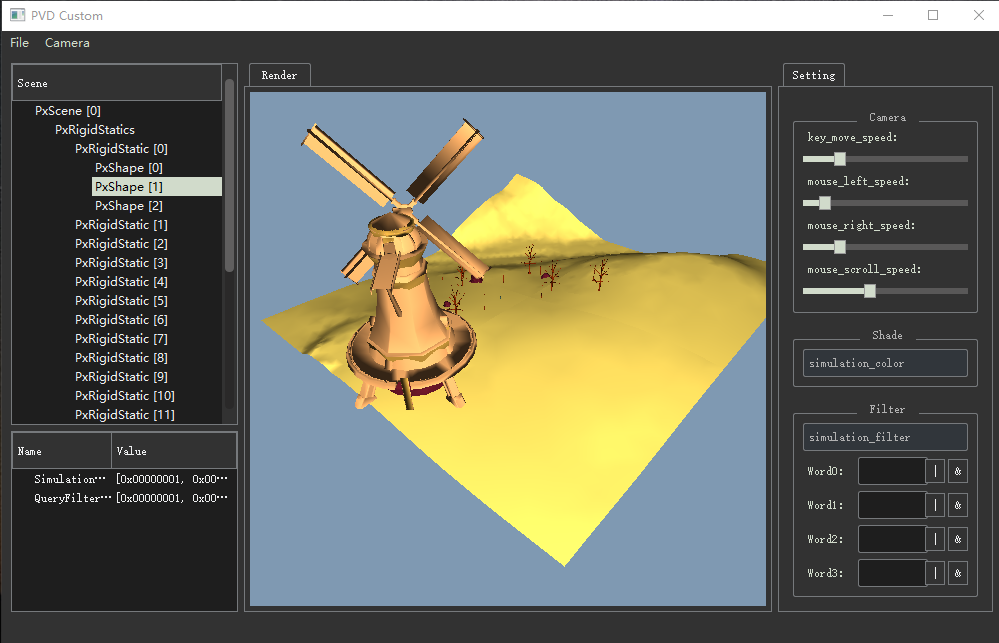 PVD Custom
File Camera
Scene
PxScene [0]
PxRigidStatics
PxRigidStatic [0]
PxShape [0]
PxShape [1]
PxShape [2]
PxRigidStatic [1]
PxRigidStatic [2]
PxRigidStatic [3]
PxRigidStatic [4]
PxRigidStatic [5]
PxRigidStatic [6]
PxRigidStatic [7]
PxRigidStatic [8]
PxRigidStatic [9]
PxRigidStatic [10]
PxRigidStatic [11]
Name Value
Simulation… [0x00000001, 0x00…
QueryFilter… [0x00000001, 0x00…
Render
Setting
Camera
key_move_speed:
mouse_left_speed:
mouse_right_speed:
mouse_scroll_speed:
Shade
simulation_color
Filter
simulation_filter
Word0: | &
Word1: | &
Word2: | &
Word3: | &